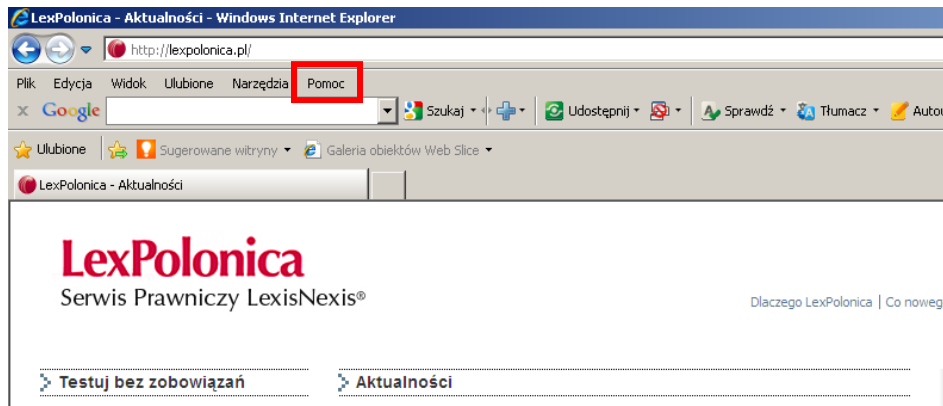 LexPolonica - Aktualności - Windows Internet Explorer
http://lexpolonica.pl/
Plik Edycja Widok Ulubione Narzędzia Pomoc
x Google Szukaj Udostępnij Sprawdź Tłumacz
Ulubione Sugerowane witryny Galeria obiektów Web Slice
LexPolonica - Aktualności
LexPolonica
Serwis Prawniczy LexisNexis®
Dlaczego LexPolonica | Co noweg
Testuj bez zobowiązań Aktualności